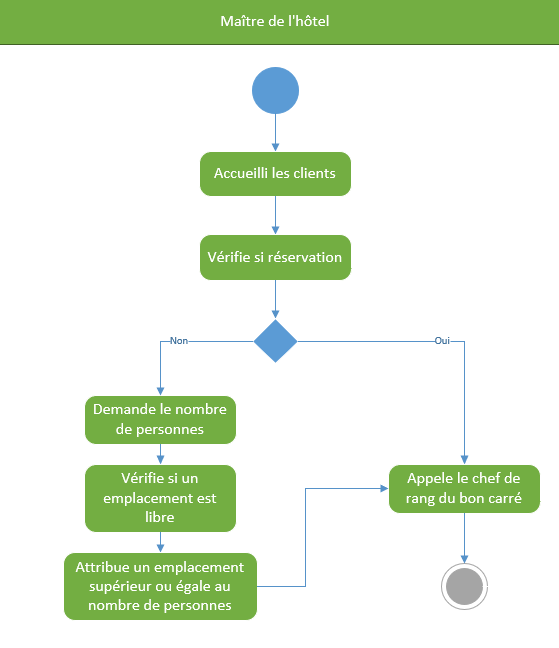 Maître de l'hôtel
Accueilli les clients
Vérifie si réservation
Non
Oui
Demande le nombre
de personnes
Vérifie si un
emplacement est
libre
Appele le chef de
rang du bon carré
Attribue un emplacement
supérieur ou égale au
nombre de personnes